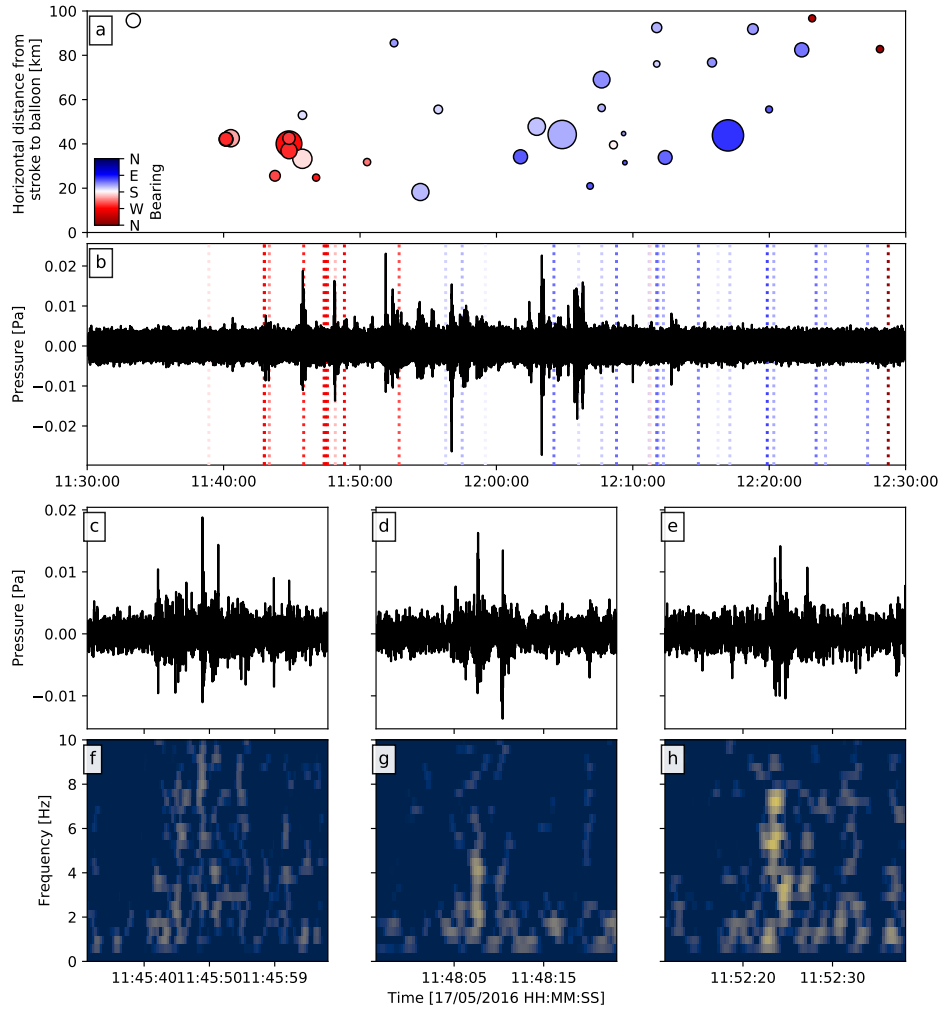 a
Horizontal distance from
stroke to balloon [km]
100
80
60
40
20
0
N
E
S
W
N
Bearing
b
Pressure [Pa]
0.02
0.01
0.00
−0.01
−0.02
11:30:00 11:40:00 11:50:00 12:00:00 12:10:00 12:20:00 12:30:00
c d e
Pressure [Pa]
0.02
0.01
0.00
−0.01
f g h
Frequency [Hz]
10
8
6
4
2
0
11:45:40 11:45:50 11:45:59 11:48:05 11:48:15 11:52:20 11:52:30
Time [17/05/2016 HH:MM:SS]